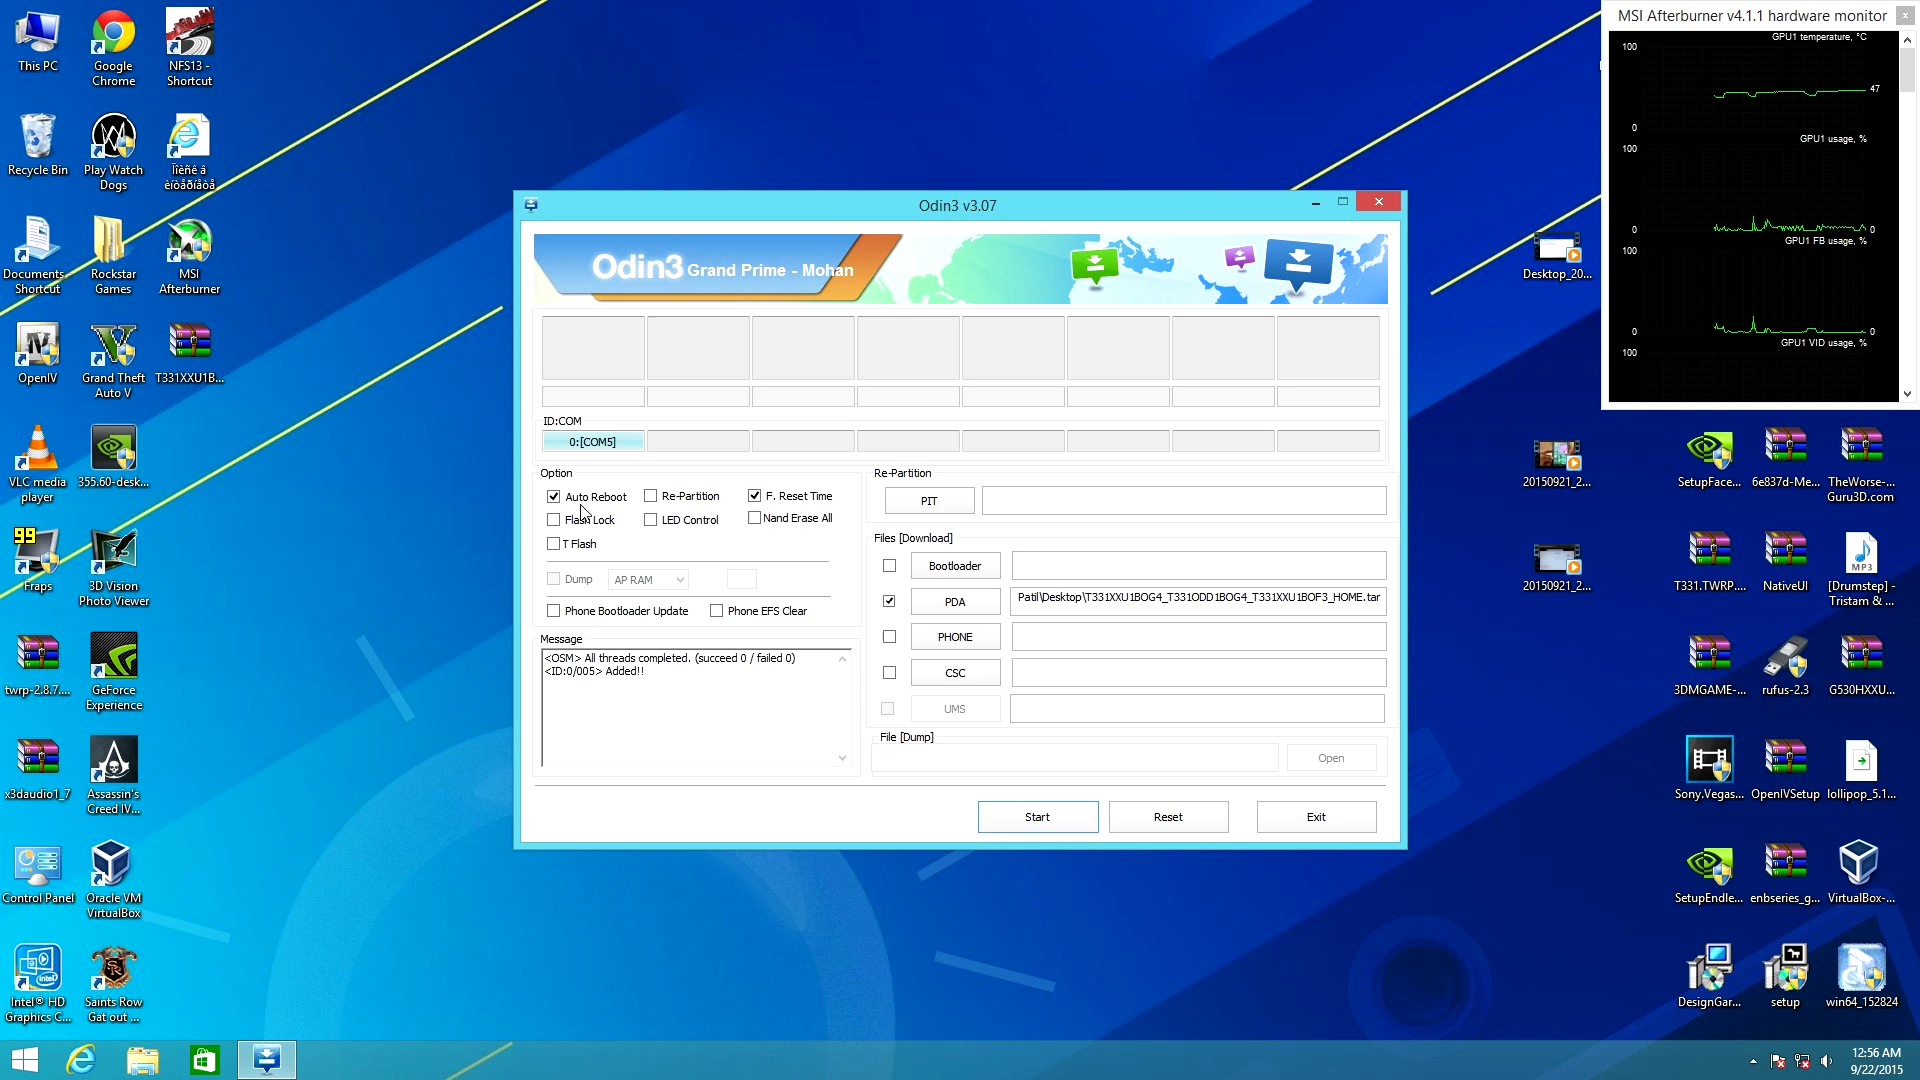 This PC
Google
Chrome
NFS13 -
Shortcut
Recycle Bin
Play Watch
Dogs
Ïîèñê â
èíòåðíåòå
Documents
Shortcut
Rockstar
Games
MSI
Afterburner
OpenIV
Grand Theft
Auto V
T331XXU1B...
VLC media
player
355.60-desk...
99
Fraps
3D Vision
Photo Viewer
twrp-2.8.7....
GeForce
Experience
x3daudio1_7
Assassin's
Creed IV...
Control Panel
Oracle VM
VirtualBox
Intel® HD
Graphics C...
Saints Row
Gat out ...
Odin3 v3.07
Odin3 Grand Prime - Mohan
ID:COM
0:[COM5]
Option
Auto Reboot
Re-Partition
F. Reset Time
Flash Lock
LED Control
Nand Erase All
T Flash
Dump
AP RAM
Phone Bootloader Update
Phone EFS Clear
Message
<OSM> All threads completed. (succeed 0 / failed 0)
<ID:0/005> Added!!
Re-Partition
PIT
Files [Download]
Bootloader
PDA
Patil\Desktop\T331XXU1BOG4_T331ODD1BOG4_T331XXU1BOF3_HOME.tar
PHONE
CSC
UMS
File [Dump]
Open
Start
Reset
Exit
MSI Afterburner v4.1.1 hardware monitor
GPU1 temperature, °C
100
47
0
GPU1 usage, %
100
0
0
GPU1 FB usage, %
100
0
0
GPU1 VID usage, %
100
Desktop_20...
20150921_2...
SetupFace...
6e837d-Me...
TheWorse-...
Guru3D.com
20150921_2...
T331.TWRP....
NativeUI
MP3
[Drumstep] -
Tristam & ...
3DMGAME-...
rufus-2.3
G530HXXU...
Sony.Vegas...
OpenIVSetup
lollipop_5.1...
SetupEndle...
enbseries_g...
VirtualBox-...
DesignGar...
setup
win64_152824
12:56 AM
9/22/2015